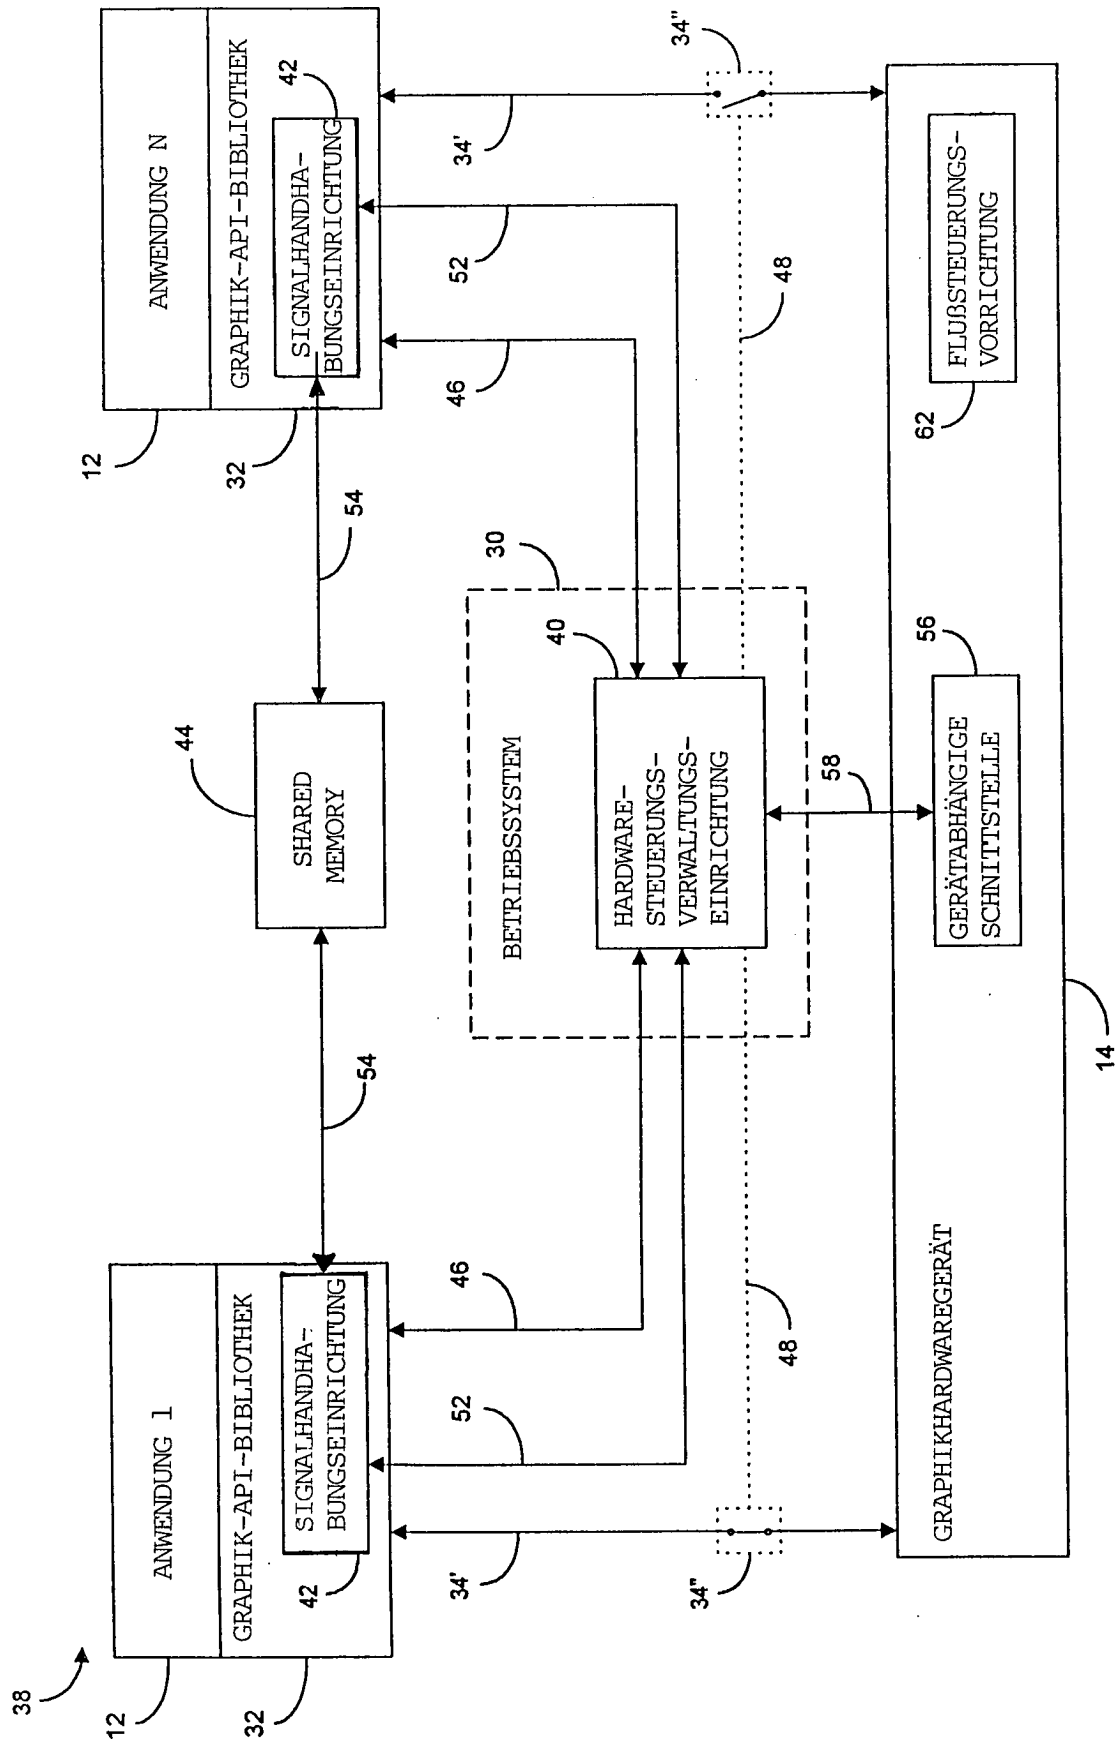 38
12
ANWENDUNG 1
32
GRAPHIK-API-BIBLIOTHEK
42
SIGNALHANDHA-
BUNGSEINRICHTUNG
54
44
SHARED
MEMORY
54
12
ANWENDUNG N
32
GRAPHIK-API-BIBLIOTHEK
SIGNALHANDHA-
BUNGSEINRICHTUNG
42
34'
52
46
46
52
34'
30
BETRIEBSSYSTEM
40
HARDWARE-
STEUERUNGS-
VERWALTUNGS-
EINRICHTUNG
34"
48
48
34"
58
GRAPHIKHARDWAREGERÄT
56
GERÄTABHÄNGIGE
SCHNITTSTELLE
62
FLUßSTEUERUNGS-
VORRICHTUNG
14